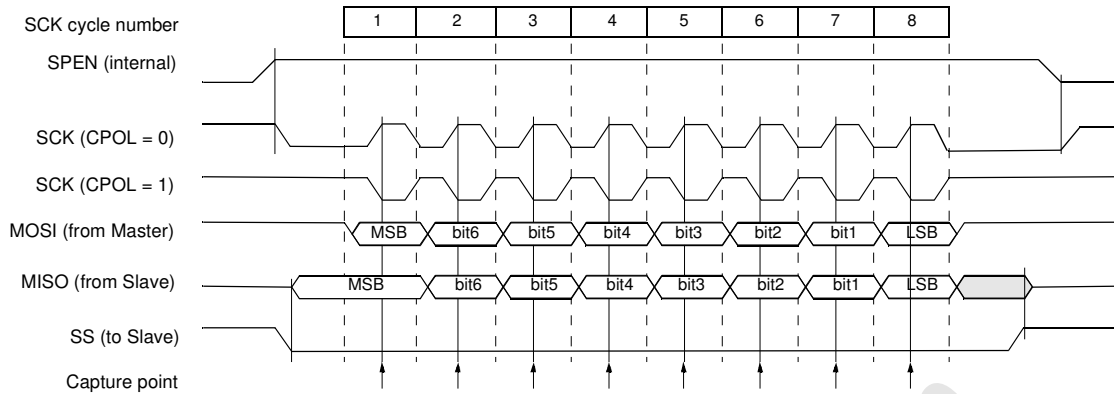 SCK cycle number 1 2 3 4 5 6 7 8
SPEN (internal)
SCK (CPOL = 0)
SCK (CPOL = 1)
MOSI (from Master) MSB bit6 bit5 bit4 bit3 bit2 bit1 LSB
MISO (from Slave) MSB bit6 bit5 bit4 bit3 bit2 bit1 LSB
SS (to Slave)
Capture point